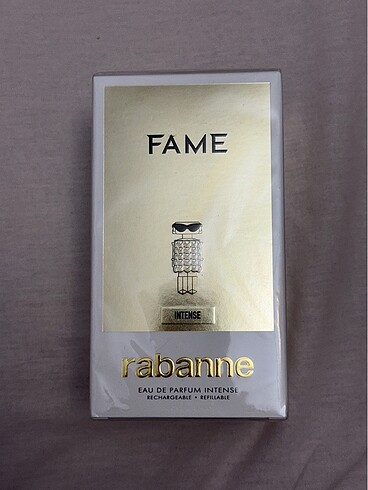 FAME
INTENSE
rabanne
EAU DE PARFUM INTENSE
RECHARGEABLE • REFILLABLE